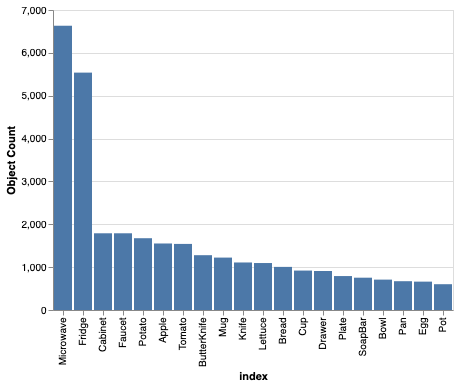 7,000
6,000
5,000
4,000
3,000
2,000
1,000
0
Object Count
Microwave
Fridge
Cabinet
Faucet
Potato
Apple
Tomato
ButterKnife
Mug
Knife
Lettuce
Bread
Cup
Drawer
Plate
SoapBar
Bowl
Pan
Egg
Pot
index